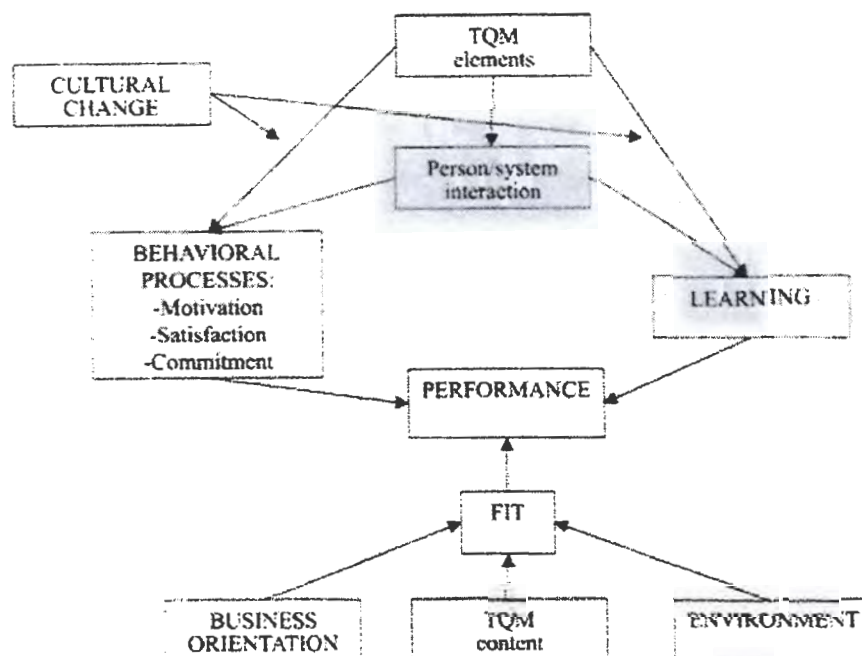 TQM
elements
CULTURAL
CHANGE
Person/system
interaction
BEHAVIORAL
PROCESSES:
-Motivation
-Satisfaction
-Commitment
LEARNING
PERFORMANCE
FIT
BUSINESS
ORIENTATION
TQM
content
ENVIRONMENT